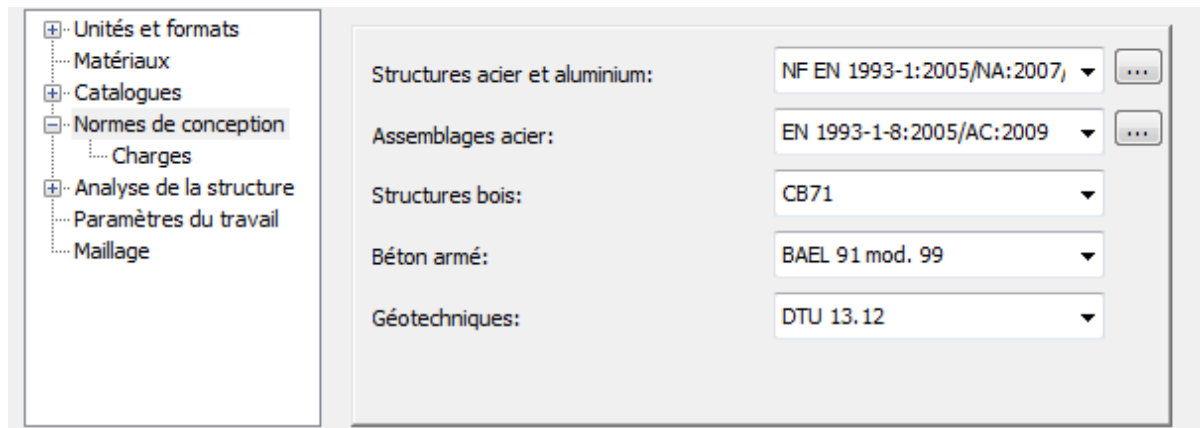 Unités et formats
Matériaux
Catalogues
Normes de conception
Charges
Analyse de la structure
Paramètres du travail
Maillage
Structures acier et aluminium: NF EN 1993-1:2005/NA:2007/ ...
Assemblages acier: EN 1993-1-8:2005/AC:2009 ...
Structures bois: CB71
Béton armé: BAEL 91 mod. 99
Géotechniques: DTU 13.12